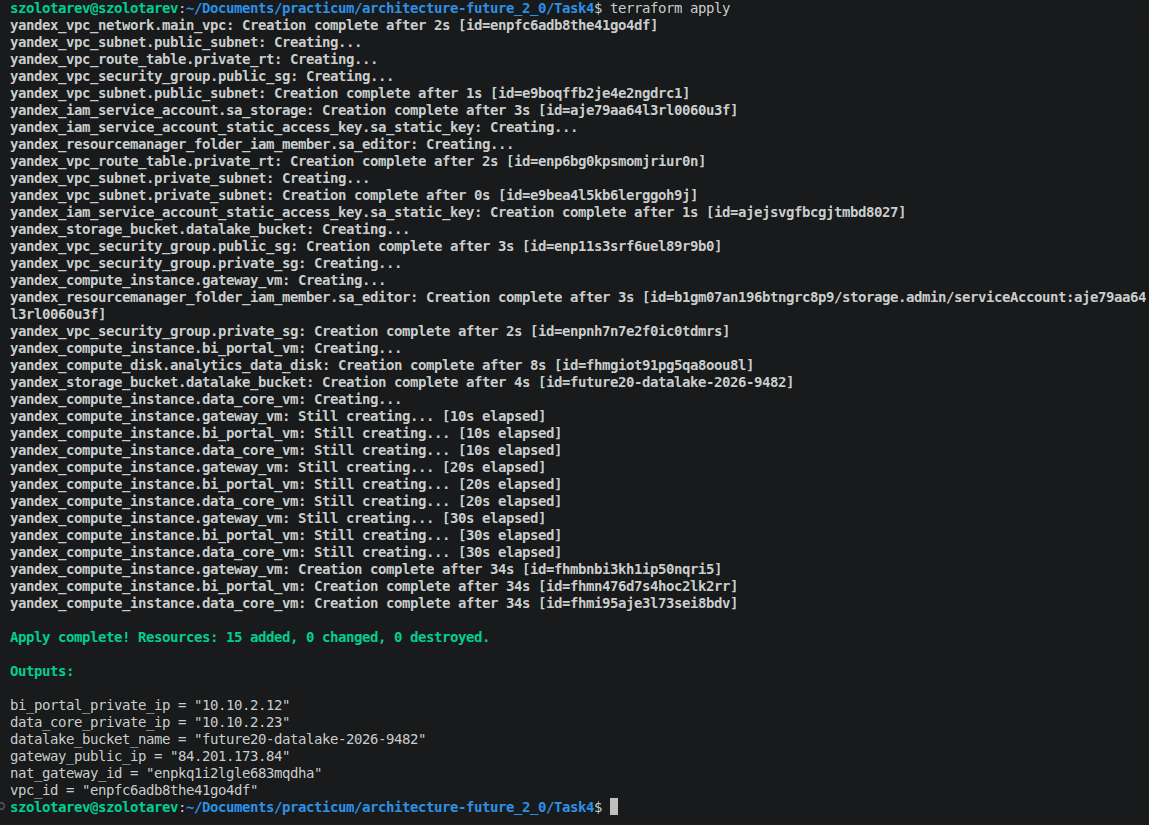 szolotarev@szolotarev:~/Documents/practicum/architecture-future_2_0/Task4$ terraform apply
yandex_vpc_network.main_vpc: Creation complete after 2s [id=enpfc6adb8the41go4df]
yandex_vpc_subnet.public_subnet: Creating...
yandex_vpc_route_table.private_rt: Creating...
yandex_vpc_security_group.public_sg: Creating...
yandex_vpc_subnet.public_subnet: Creation complete after 1s [id=e9boqffb2je4e2ngdrc1]
yandex_iam_service_account.sa_storage: Creation complete after 3s [id=aje79aa64l3rl0060u3f]
yandex_iam_service_account_static_access_key.sa_static_key: Creating...
yandex_resourcemanager_folder_iam_member.sa_editor: Creating...
yandex_vpc_route_table.private_rt: Creation complete after 2s [id=enp6bg0kpsmomjriur0n]
yandex_vpc_subnet.private_subnet: Creating...
yandex_vpc_subnet.private_subnet: Creation complete after 0s [id=e9bea4l5kb6lerggoh9j]
yandex_iam_service_account_static_access_key.sa_static_key: Creation complete after 1s [id=ajejsvgfbcgjtmbd8027]
yandex_storage_bucket.datalake_bucket: Creating...
yandex_vpc_security_group.public_sg: Creation complete after 3s [id=enp11s3srf6uel89r9b0]
yandex_vpc_security_group.private_sg: Creating...
yandex_compute_instance.gateway_vm: Creating...
yandex_resourcemanager_folder_iam_member.sa_editor: Creation complete after 3s [id=b1gm07an196btngrc8p9/storage.admin/serviceAccount:aje79aa64
l3rl0060u3f]
yandex_vpc_security_group.private_sg: Creation complete after 2s [id=enpnh7n7e2f0ic0tdmrs]
yandex_compute_instance.bi_portal_vm: Creating...
yandex_compute_disk.analytics_data_disk: Creation complete after 8s [id=fhmgiot91pg5qa8oou8l]
yandex_storage_bucket.datalake_bucket: Creation complete after 4s [id=future20-datalake-2026-9482]
yandex_compute_instance.data_core_vm: Creating...
yandex_compute_instance.gateway_vm: Still creating... [10s elapsed]
yandex_compute_instance.bi_portal_vm: Still creating... [10s elapsed]
yandex_compute_instance.data_core_vm: Still creating... [10s elapsed]
yandex_compute_instance.gateway_vm: Still creating... [20s elapsed]
yandex_compute_instance.bi_portal_vm: Still creating... [20s elapsed]
yandex_compute_instance.data_core_vm: Still creating... [20s elapsed]
yandex_compute_instance.gateway_vm: Still creating... [30s elapsed]
yandex_compute_instance.bi_portal_vm: Still creating... [30s elapsed]
yandex_compute_instance.data_core_vm: Still creating... [30s elapsed]
yandex_compute_instance.gateway_vm: Creation complete after 34s [id=fhmbnbi3kh1ip50nqri5]
yandex_compute_instance.bi_portal_vm: Creation complete after 34s [id=fhmn476d7s4hoc2lk2rr]
yandex_compute_instance.data_core_vm: Creation complete after 34s [id=fhmi95aje3l73sei8bdv]
Apply complete! Resources: 15 added, 0 changed, 0 destroyed.
Outputs:
bi_portal_private_ip = "10.10.2.12"
data_core_private_ip = "10.10.2.23"
datalake_bucket_name = "future20-datalake-2026-9482"
gateway_public_ip = "84.201.173.84"
nat_gateway_id = "enpkq1i2lgle683mqdha"
vpc_id = "enpfc6adb8the41go4df"
szolotarev@szolotarev:~/Documents/practicum/architecture-future_2_0/Task4$